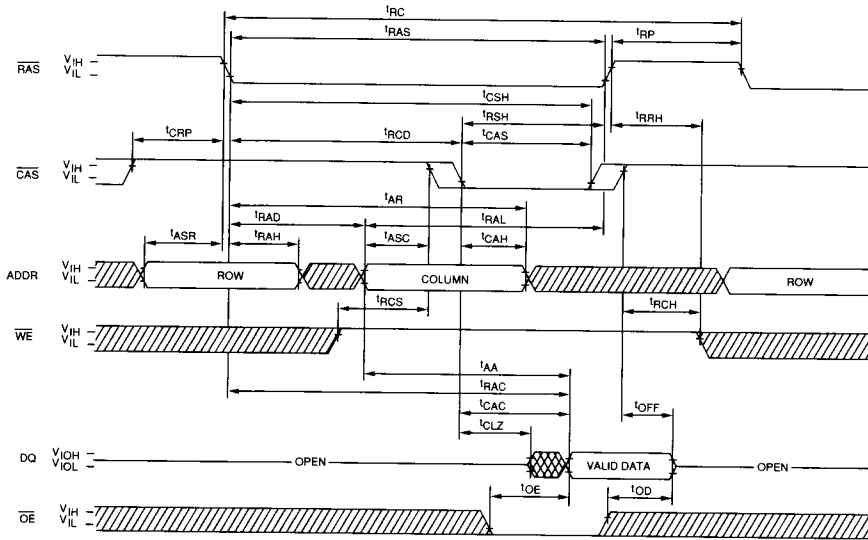 tRC
tRAS
tRP
RAS
VIH
VIL
tCSH
tRSH
tRRH
tCRP
tRCD
tCAS
CAS
VIH
VIL
tAR
tRAD
tRAL
tASR
tRAH
tASC
tCAH
ADDR
VIH
VIL
ROW
COLUMN
ROW
tRCS
tRCH
WE
VIH
VIL
tAA
tRAC
tCAC
tOFF
tCLZ
DQ
VIOH
VIOL
OPEN
VALID DATA
OPEN
tOE
tOD
OE
VIH
VIL